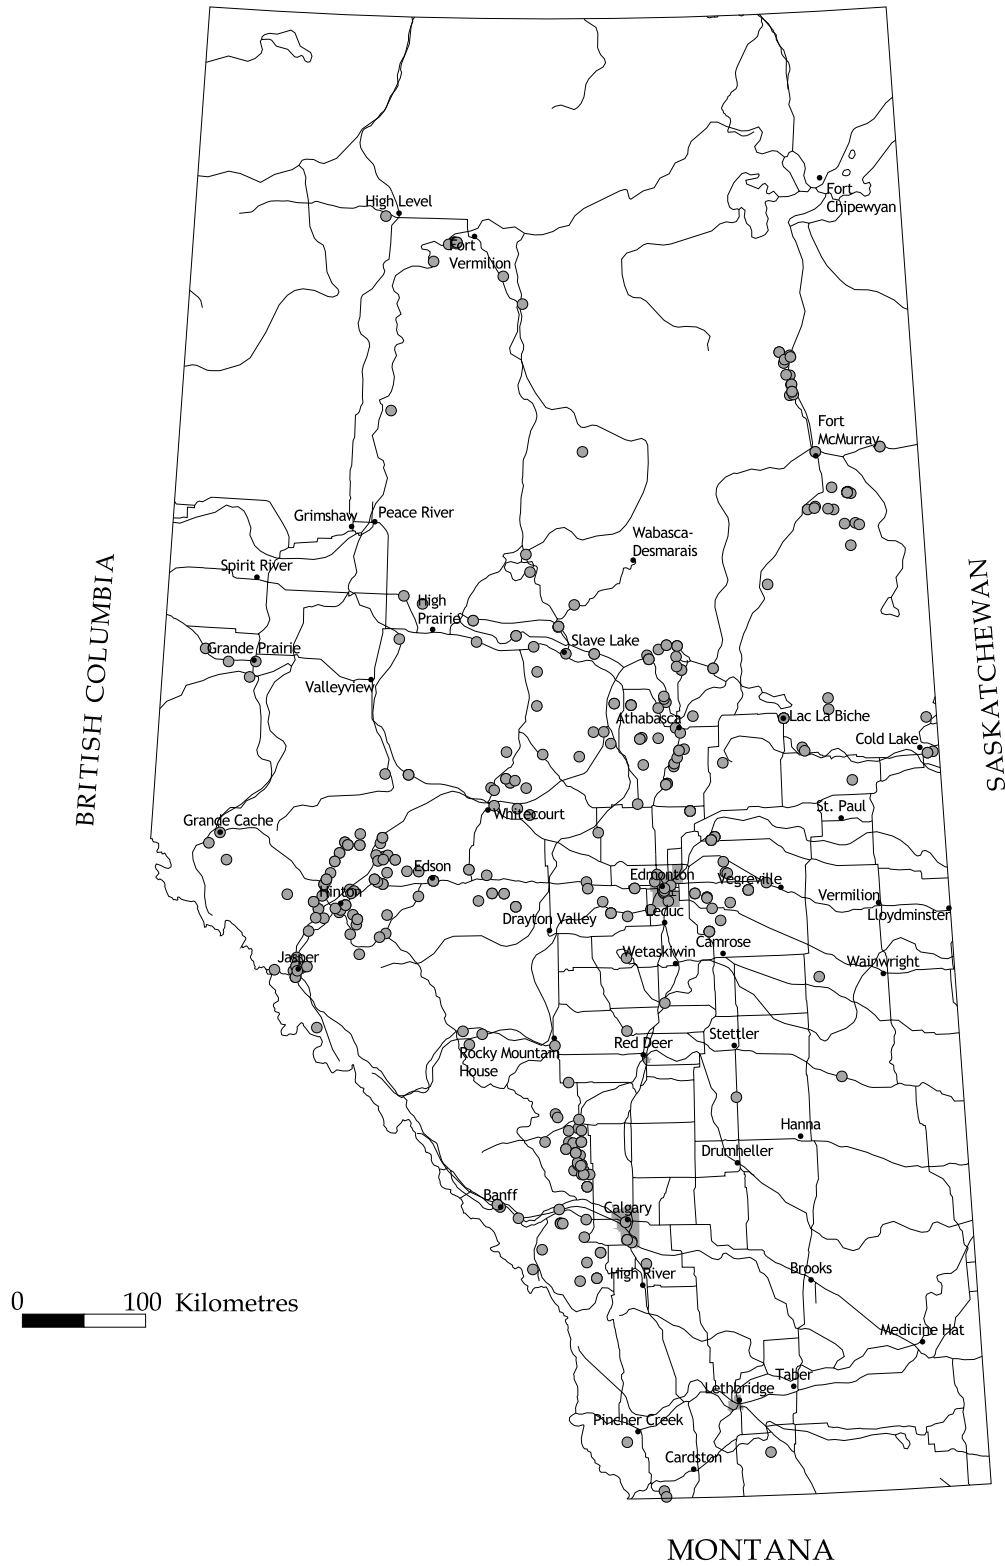 High Level
Fort
Chipewyan
Fort
Vermilion
Fort
McMurray
Grimshaw
Peace River
Wabasca-
Desmarais
Spirit River
High
Prairie
Slave Lake
Grande Prairie
Valleyview
BRITISH COLUMBIA
SASKATCHEWAN
Athabasca
Lac La Biche
Cold Lake
Grande Cache
Whitecourt
St. Paul
Edson
Edmonton
Vegreville
Hinton
Vermilion
Lloydminster
Drayton Valley
Leduc
Jasper
Wetaskiwin
Camrose
Wainwright
Rocky Mountain
House
Red Deer
Stettler
Hanna
Drumheller
Banff
Calgary
High River
Brooks
0 100 Kilometres
Medicine Hat
Taber
Lethbridge
Pincher Creek
Cardston
MONTANA